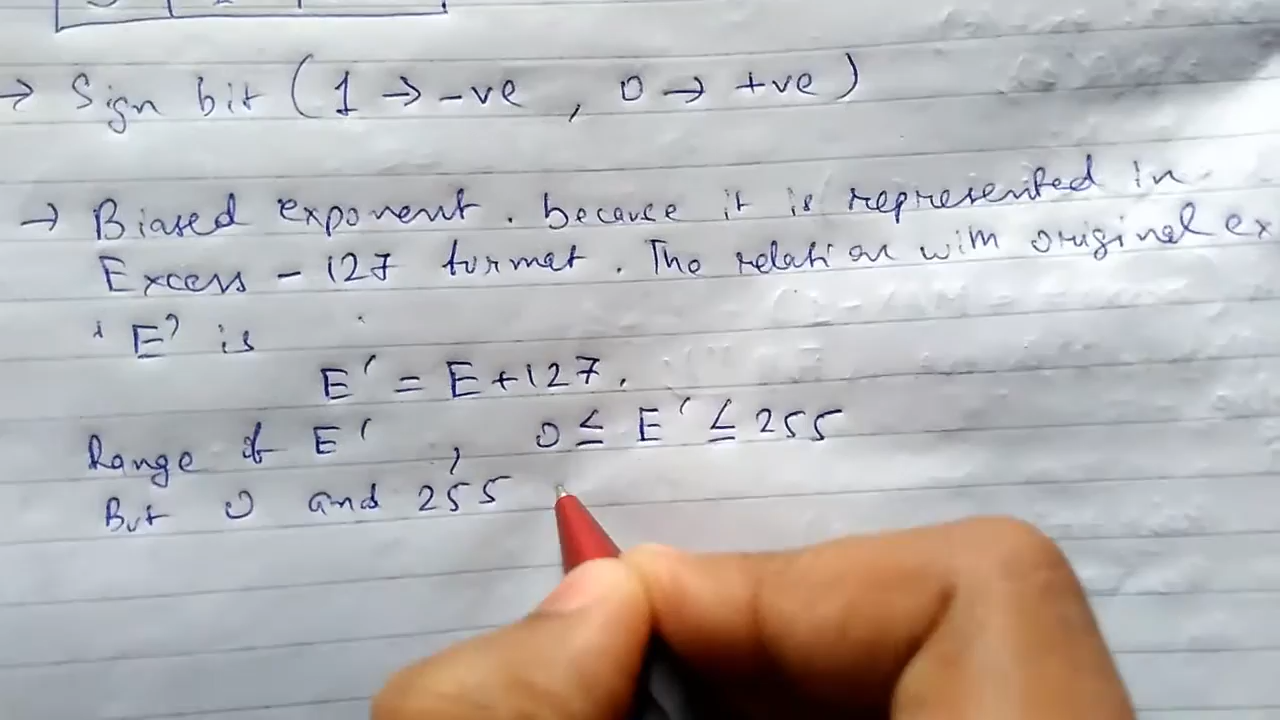 → Sign bit (1 → -ve, 0 → +ve)
→ Biased exponent. because it is represented in
Excess - 127 format. The relation with original ex
'E' is
E' = E+127.
Range of E', 0 ≤ E' ≤ 255
But 0 and 255